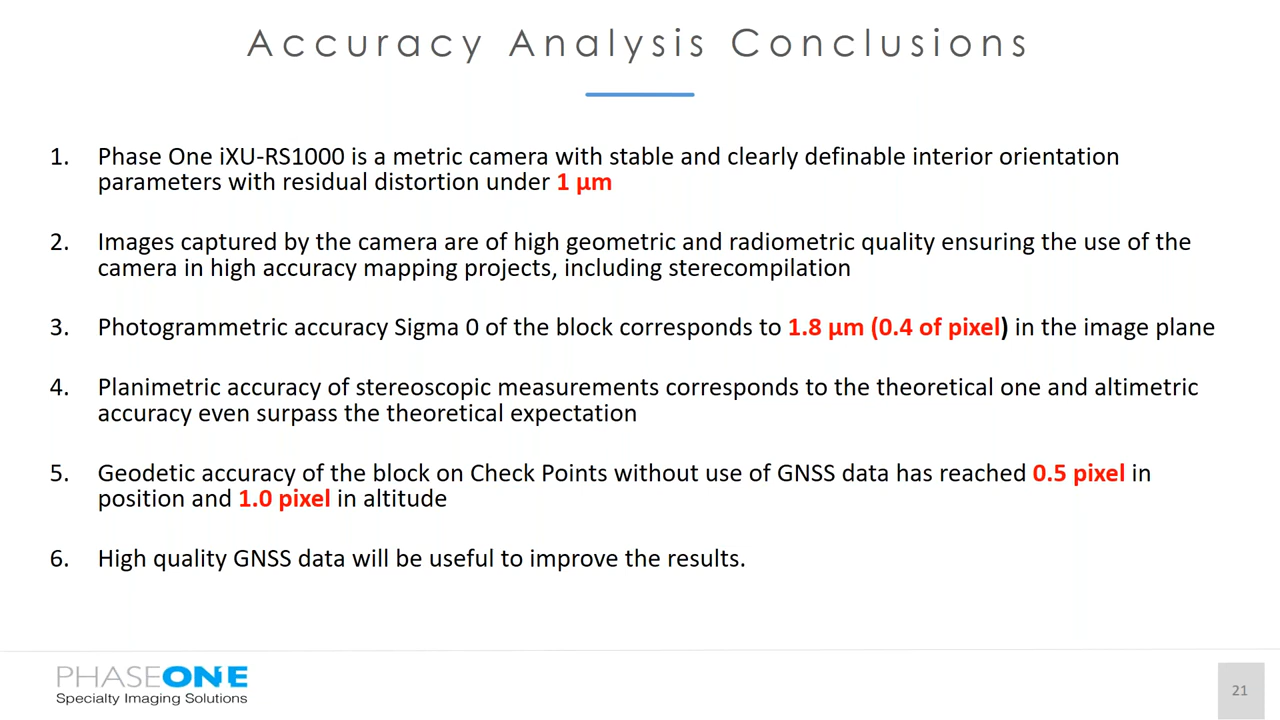 Accuracy Analysis Conclusions
1. Phase One iXU-RS1000 is a metric camera with stable and clearly definable interior orientation
parameters with residual distortion under 1 µm
2. Images captured by the camera are of high geometric and radiometric quality ensuring the use of the
camera in high accuracy mapping projects, including sterecompilation
3. Photogrammetric accuracy Sigma 0 of the block corresponds to 1.8 µm (0.4 of pixel) in the image plane
4. Planimetric accuracy of stereoscopic measurements corresponds to the theoretical one and altimetric
accuracy even surpass the theoretical expectation
5. Geodetic accuracy of the block on Check Points without use of GNSS data has reached 0.5 pixel in
position and 1.0 pixel in altitude
6. High quality GNSS data will be useful to improve the results.
PHASEONE
Specialty Imaging Solutions
21